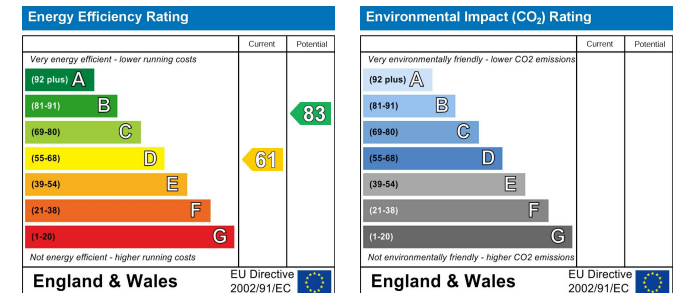 Energy Efficiency Rating
Current Potential
Very energy efficient - lower running costs
(92 plus) A
(81-91) B
83
(69-80) C
(55-68) D
61
(39-54) E
(21-38) F
(1-20) G
Not energy efficient - higher running costs
England & Wales
EU Directive
2002/91/EC
Environmental Impact (CO₂) Rating
Current Potential
Very environmentally friendly - lower CO2 emissions
(92 plus) A
(81-91) B
(69-80) C
(55-68) D
(39-54) E
(21-38) F
(1-20) G
Not environmentally friendly - higher CO2 emissions
England & Wales
EU Directive
2002/91/EC